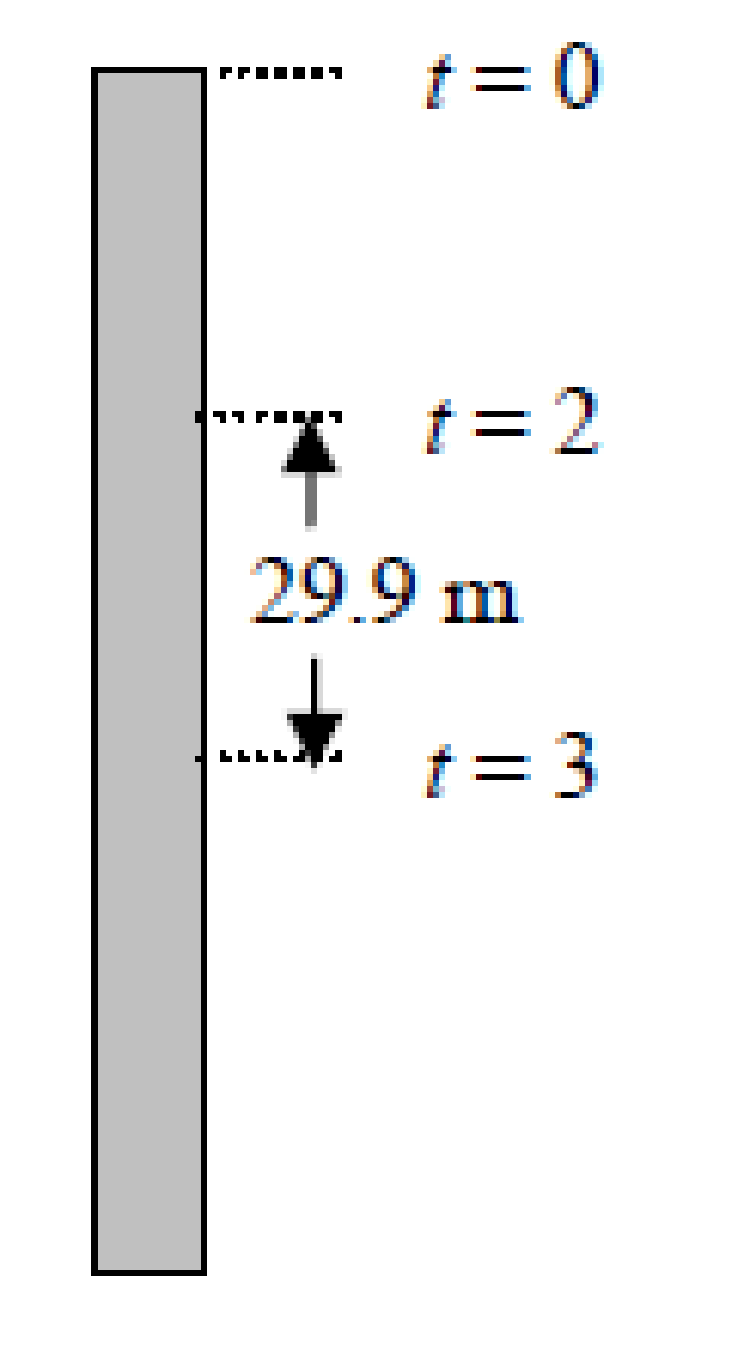 t = 0
t = 2
29.9 m
t = 3